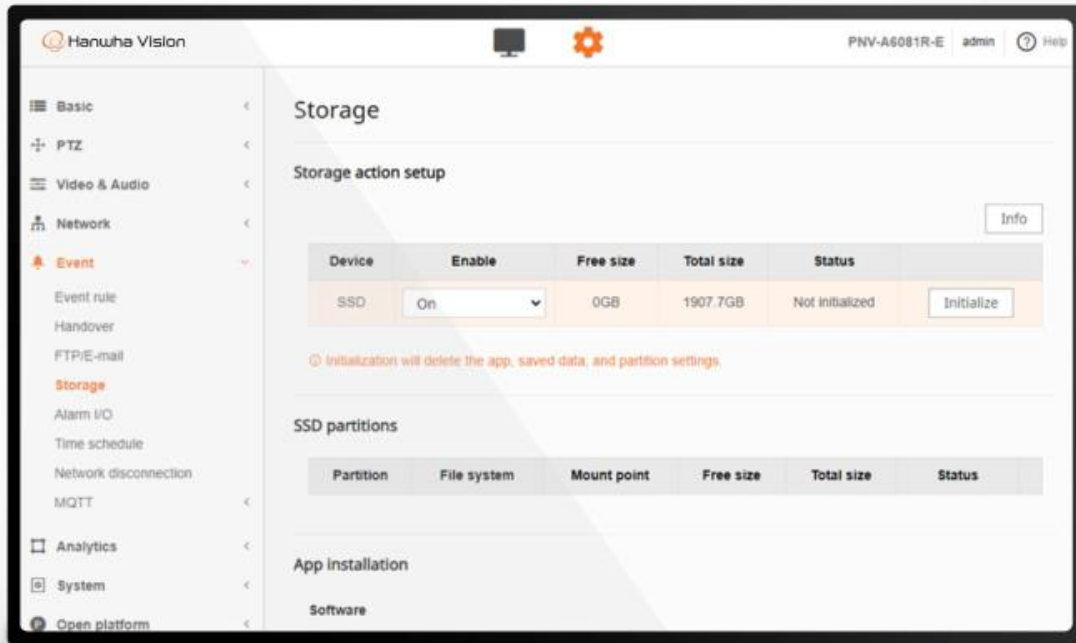 Hanwha Vision
PNV-A6081R-E admin ? Help
Basic
PTZ
Video & Audio
Network
Event
Event rule
Handover
FTP/E-mail
Storage
Alarm I/O
Time schedule
Network disconnection
MQTT
Analytics
System
Open platform
Storage
Storage action setup
Info
Device Enable Free size Total size Status
SSD On 0GB 1907.7GB Not initialized Initialize
Initialization will delete the app, saved data, and partition settings.
SSD partitions
Partition File system Mount point Free size Total size Status
App installation
Software